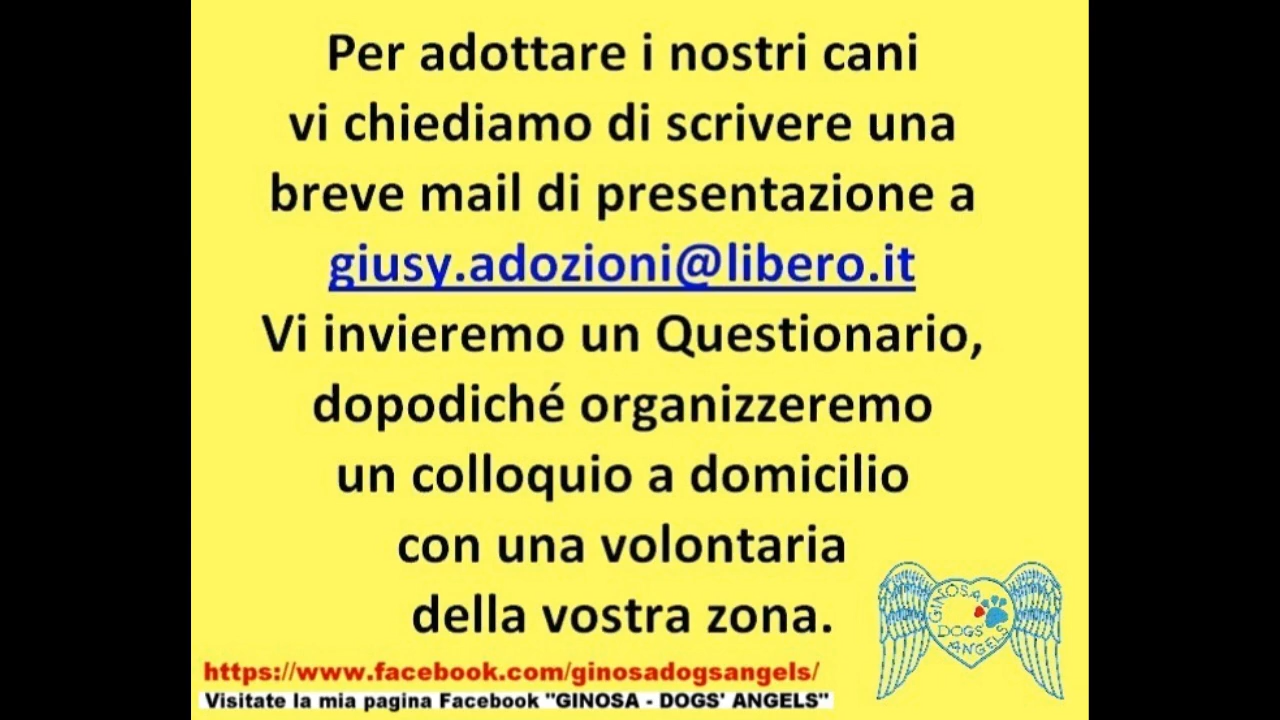 Per adottare i nostri cani
vi chiediamo di scrivere una
breve mail di presentazione a
giusy.adozioni@libero.it
Vi invieremo un Questionario,
dopodiché organizzeremo
un colloquio a domicilio
con una volontaria
della vostra zona.
GINOSA
DOGS'
ANGELS
https://www.facebook.com/ginosadogsangels/
Visitate la mia pagina Facebook "GINOSA - DOGS' ANGELS"